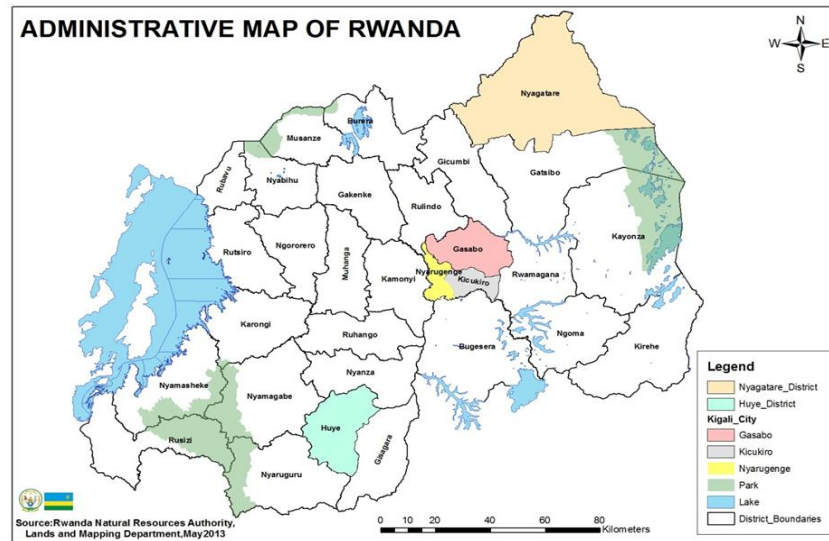 ADMINISTRATIVE MAP OF RWANDA
N
W E
S
Nyagatare
Burera
Musanze
Gicumbi
Gatsibo
Rubavu
Nyabihu
Gakenke
Rulindo
Kayonza
Gasabo
Rutsiro
Ngororero
Muhanga
Kamonyi
Nyarugenge
Kicukiro
Rwamagana
Karongi
Ruhango
Bugesera
Ngoma
Kirehe
Nyanza
Nyamasheke
Nyamagabe
Huye
Gisagara
Rusizi
Nyaruguru
Legend
Nyagatare_District
Huye_District
Kigali_City
Gasabo
Kicukiro
Nyarugenge
Park
Lake
District_Boundaries
Source:Rwanda Natural Resources Authority,
Lands and Mapping Department,May2013
0 10 20 40 60 80
Kilometers